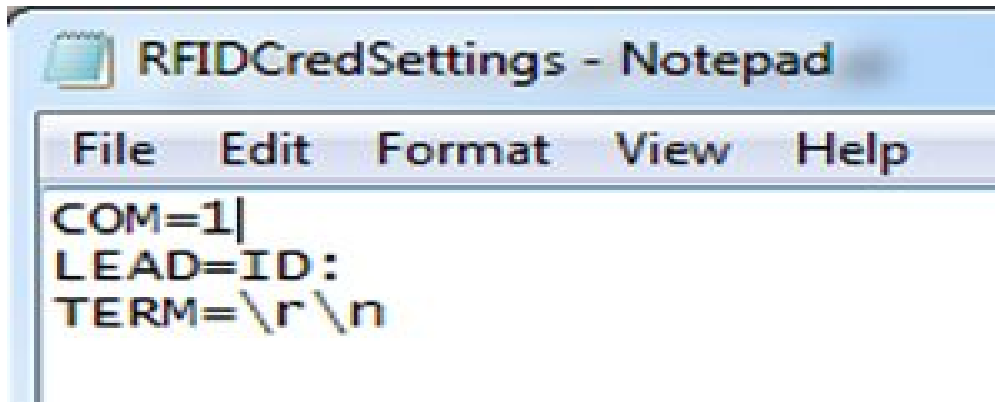 RFIDCredSettings - Notepad
File Edit Format View Help
COM=1
LEAD=ID:
TERM=\r\n